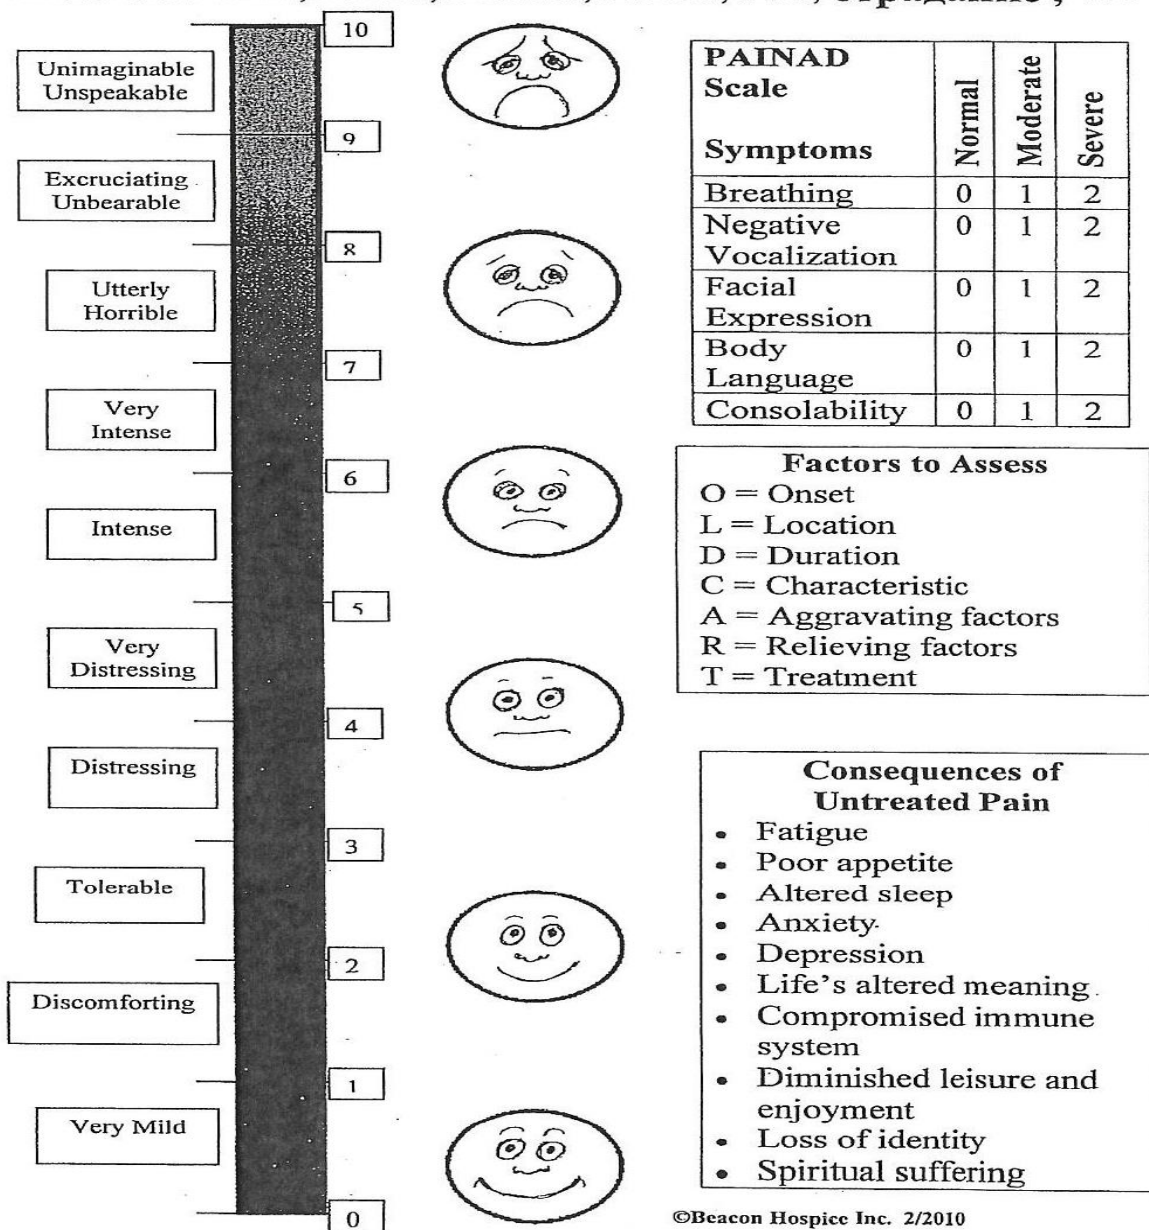 страдание,
10
Unimaginable
Unspeakable
9
Excruciating
Unbearable
8
Utterly
Horrible
7
Very
Intense
6
Intense
5
Very
Distressing
4
Distressing
3
Tolerable
2
Discomforting
1
Very Mild
0
PAINAD
Scale
Symptoms
Normal
Moderate
Severe
Breathing 0 1 2
Negative 0 1 2
Vocalization
Facial 0 1 2
Expression
Body 0 1 2
Language
Consolability 0 1 2
Factors to Assess
O = Onset
L = Location
D = Duration
C = Characteristic
A = Aggravating factors
R = Relieving factors
T = Treatment
Consequences of
Untreated Pain
• Fatigue
• Poor appetite
• Altered sleep
• Anxiety
• Depression
• Life's altered meaning
• Compromised immune
system
• Diminished leisure and
enjoyment
• Loss of identity
• Spiritual suffering
©Beacon Hospice Inc. 2/2010